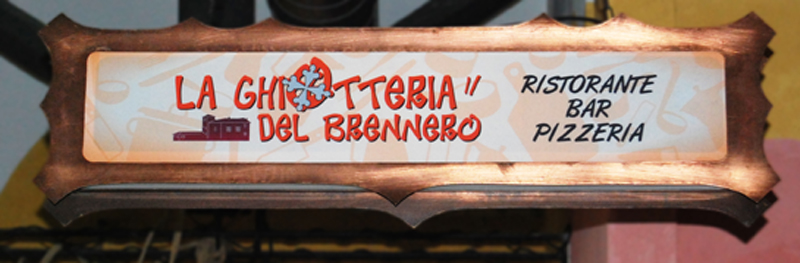 LA GHIOTTERIA"
DEL BRENNERO
RISTORANTE
BAR
PIZZERIA